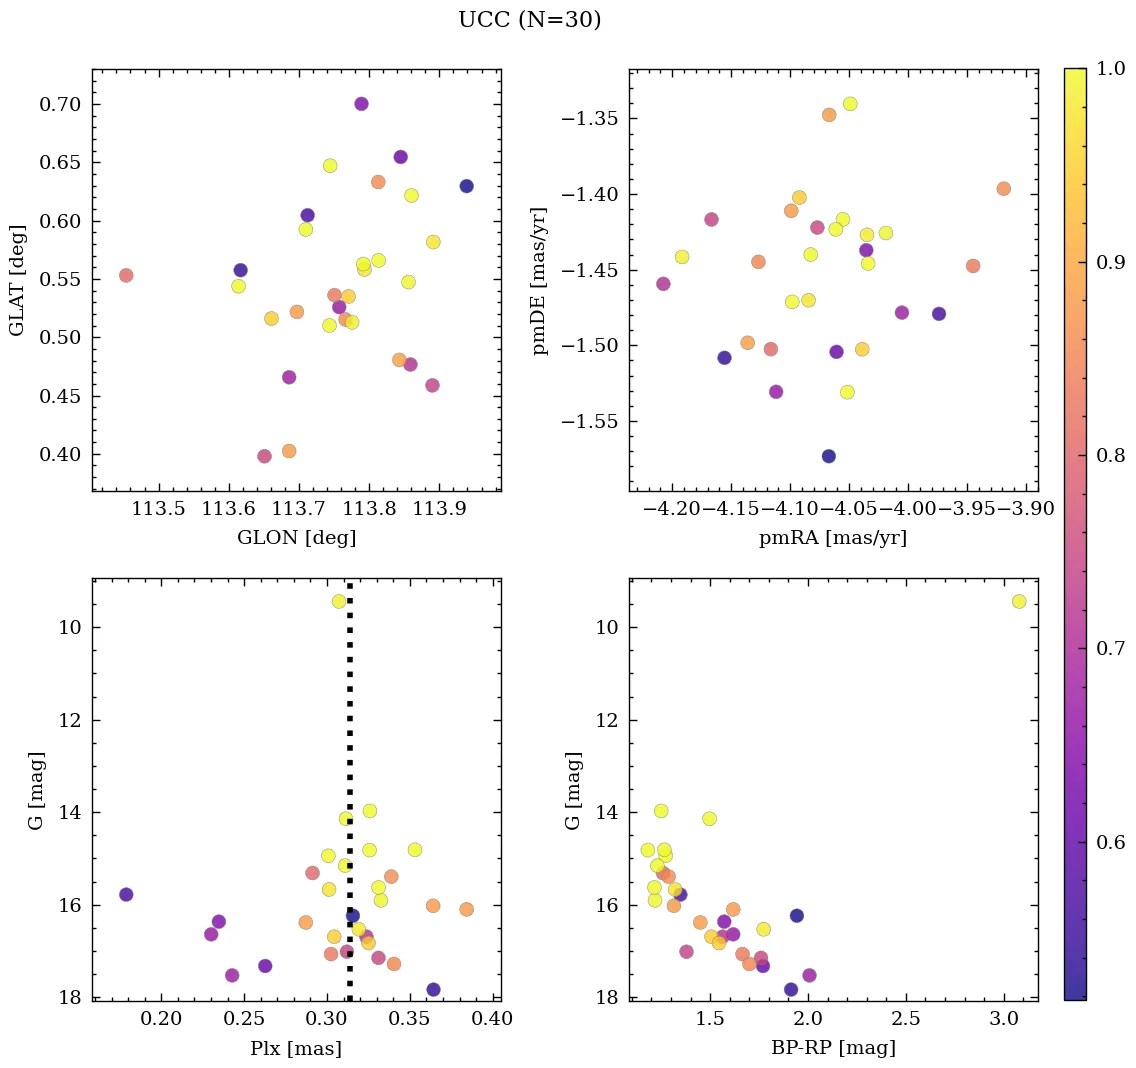 UCC (N=30)
0.70
0.65
0.60
0.55
0.50
0.45
0.40
GLAT [deg]
113.5 113.6 113.7 113.8 113.9
GLON [deg]
−1.35
−1.40
−1.45
−1.50
−1.55
pmDE [mas/yr]
−4.20 −4.15 −4.10 −4.05 −4.00 −3.95 −3.90
pmRA [mas/yr]
10
12
14
16
18
G [mag]
0.20 0.25 0.30 0.35 0.40
Plx [mas]
10
12
14
16
18
G [mag]
1.5 2.0 2.5 3.0
BP-RP [mag]
1.0
0.9
0.8
0.7
0.6